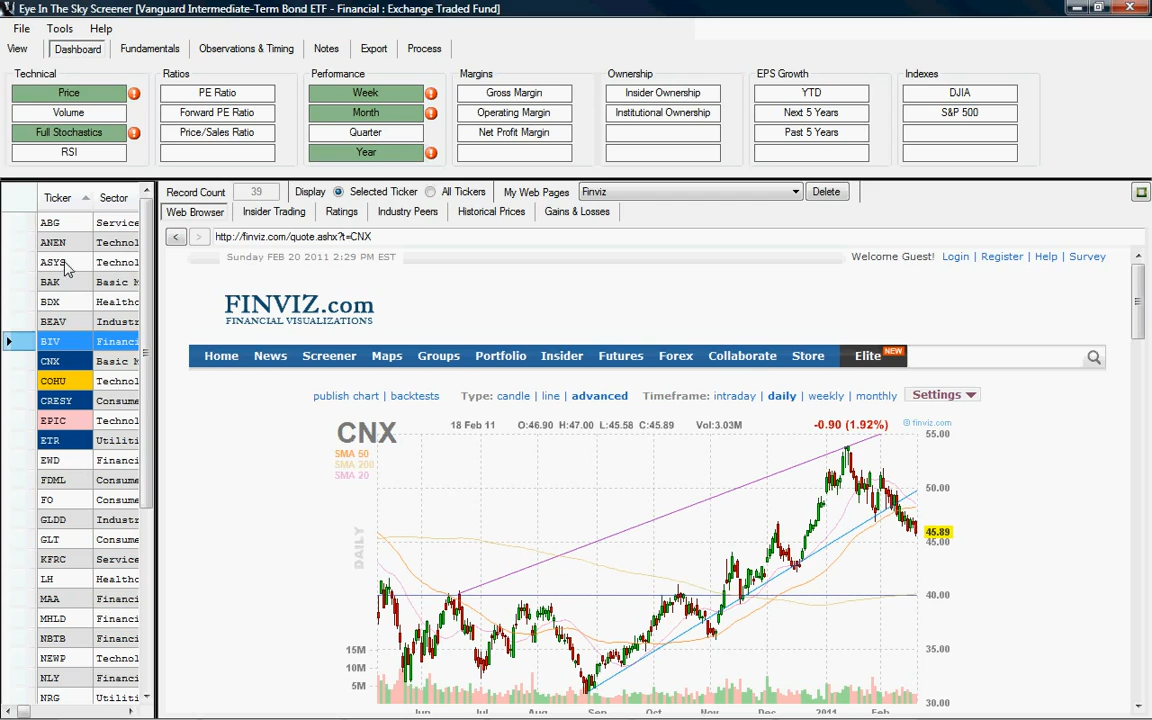 Eye In The Sky Screener [Vanguard Intermediate-Term Bond ETF - Financial : Exchange Traded Fund]
File Tools Help
View Dashboard Fundamentals Observations & Timing Notes Export Process
Technical Ratios Performance Margins Ownership EPS Growth Indexes
Price PE Ratio Week Gross Margin Insider Ownership YTD DJIA
Volume Forward PE Ratio Month Operating Margin Institutional Ownership Next 5 Years S&P 500
Full Stochastics Price/Sales Ratio Quarter Net Profit Margin Past 5 Years
RSI Year
Record Count 39 Display Selected Ticker All Tickers My Web Pages Finviz Delete
Web Browser Insider Trading Ratings Industry Peers Historical Prices Gains & Losses
< > http://finviz.com/quote.ashx?t=CNX
Ticker Sector
ABG Service
ANEN Technol
ASYS Technol
BAK Basic M
BDX Healthc
BEAV Industr
BIV Financi
CNX Basic M
COHU Technol
CRESY Consume
EPIC Technol
ETR Utiliti
EWD Financi
FDML Consume
FO Consume
GLDD Industr
GLT Consume
KFRC Service
LH Healthc
MAA Financi
MHLD Financi
NBTB Financi
NEWP Technol
NLY Financi
NRG Utiliti
Sunday FEB 20 2011 2:29 PM EST Welcome Guest! Login | Register | Help | Survey
FINVIZ.com
FINANCIAL VISUALIZATIONS
Home News Screener Maps Groups Portfolio Insider Futures Forex Collaborate Store Elite NEW
publish chart | backtests Type: candle | line | advanced Timeframe: intraday | daily | weekly | monthly Settings
CNX 18 Feb 11 O:46.90 H:47.00 L:45.58 C:45.89 Vol:3.03M -0.90 (1.92%) © finviz.com
SMA 50
SMA 200
SMA 20
DAILY
55.00
50.00
45.89
45.00
40.00
35.00
30.00
15M
10M
5M
Jun Jul Aug Sep Oct Nov Dec 2011 Feb